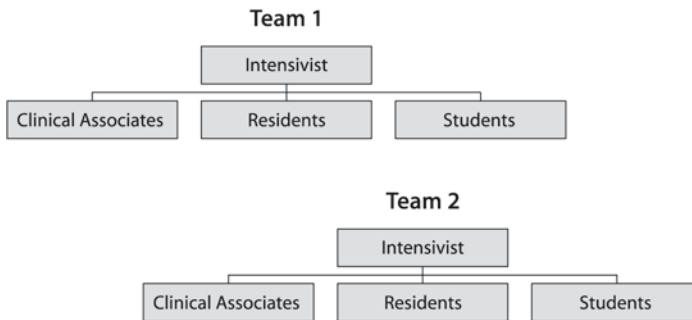 Team 1
Intensivist
Clinical Associates Residents Students
Team 2
Intensivist
Clinical Associates Residents Students